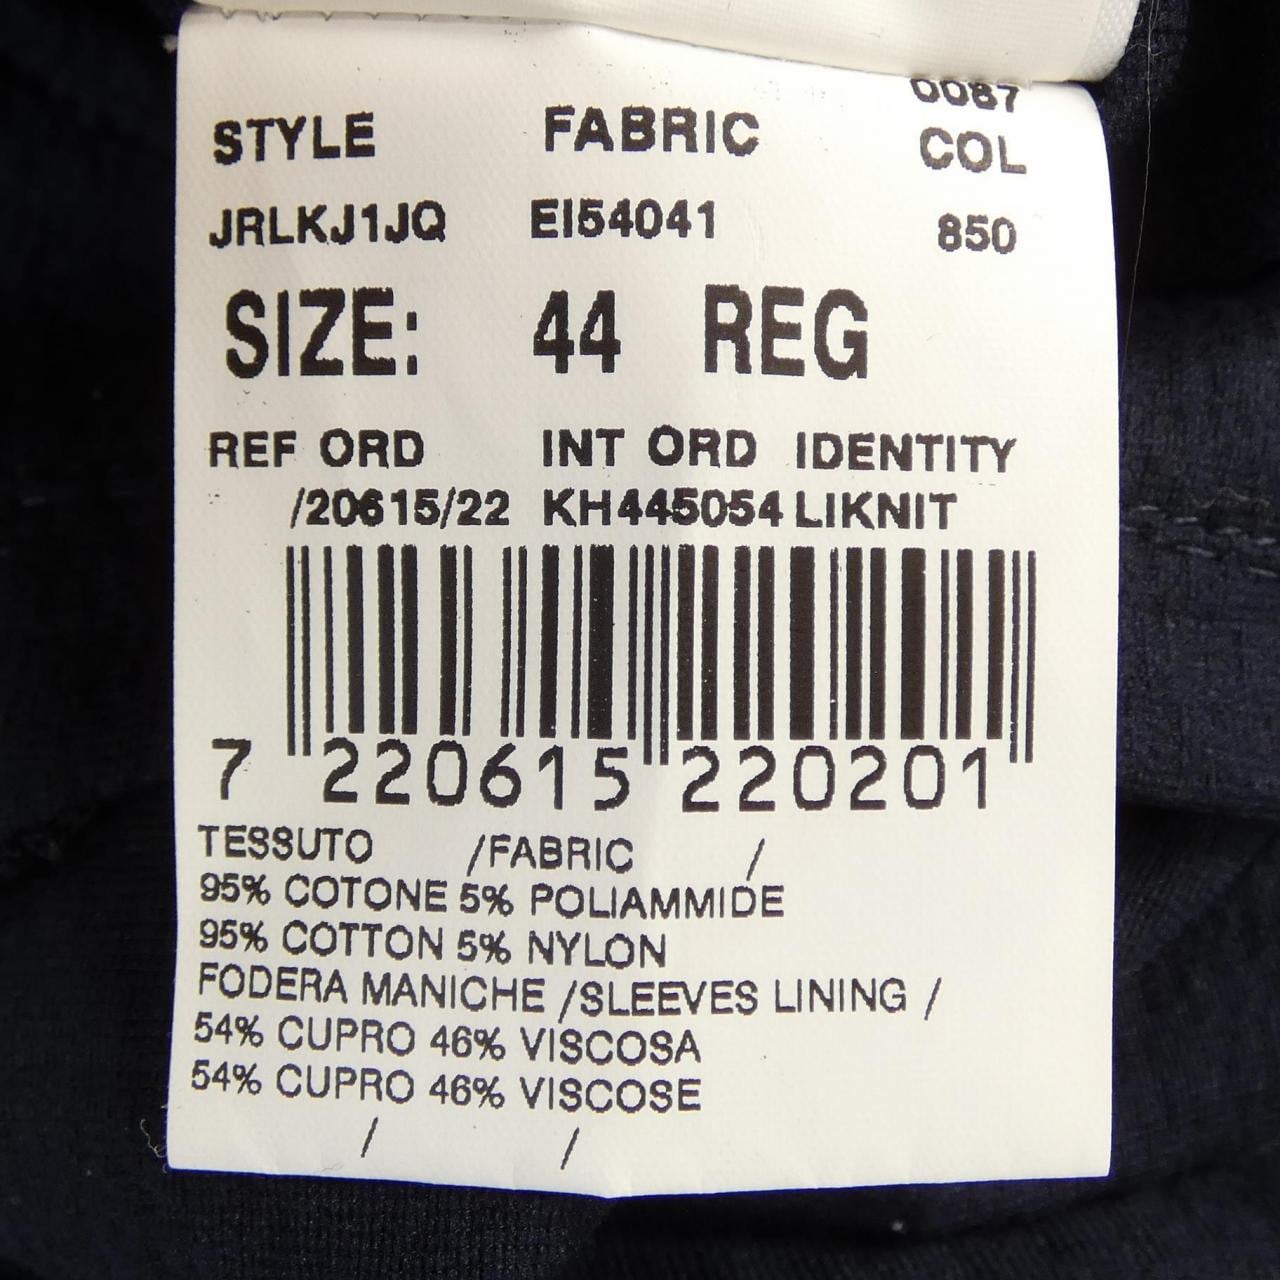 0087
STYLE FABRIC COL
JRLKJ1JQ EI54041 850
SIZE: 44 REG
REF ORD INT ORD IDENTITY
/20615/22 KH445054 LIKNIT
7 220615 220201
TESSUTO /FABRIC /
95% COTONE 5% POLIAMMIDE
95% COTTON 5% NYLON
FODERA MANICHE /SLEEVES LINING /
54% CUPRO 46% VISCOSA
54% CUPRO 46% VISCOSE
/ /